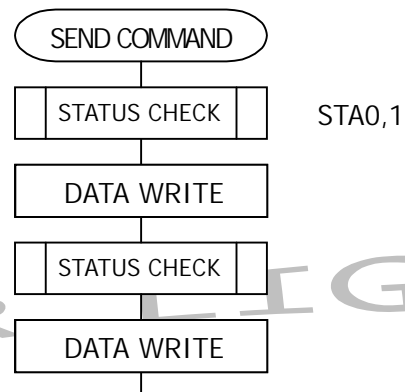 SEND COMMAND
STATUS CHECK STA0,1
DATA WRITE
STATUS CHECK
DATA WRITE